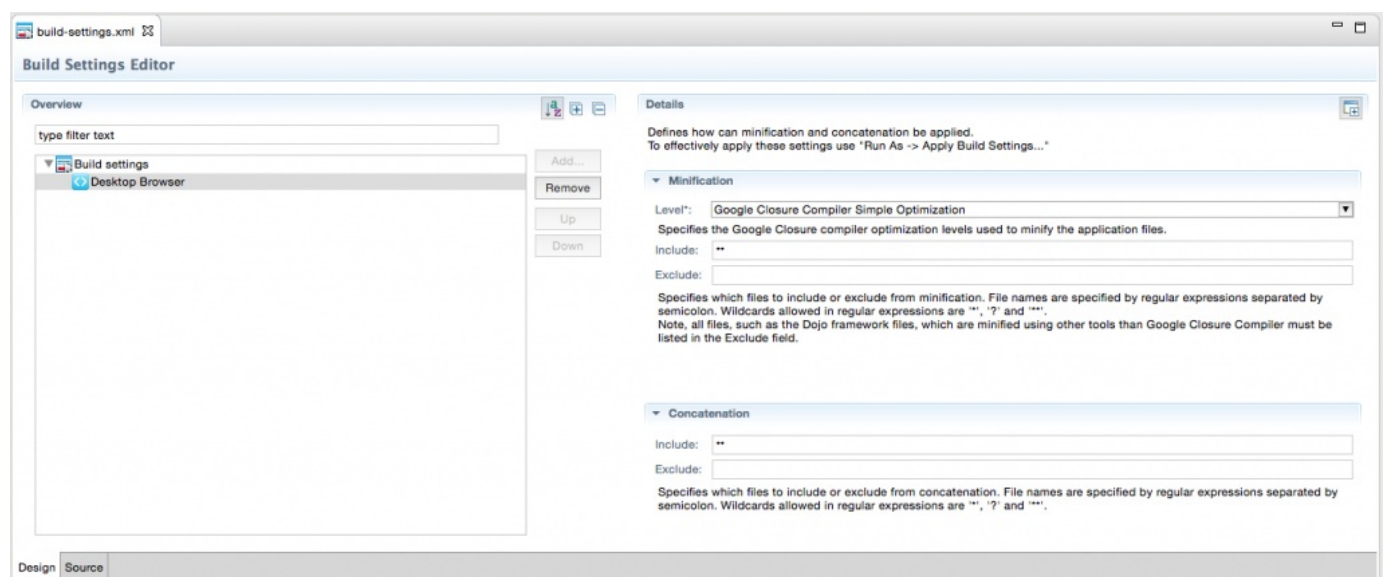 build-settings.xml
Build Settings Editor
Overview
type filter text
Build settings
Desktop Browser
Add...
Remove
Up
Down
Details
Defines how can minification and concatenation be applied.
To effectively apply these settings use "Run As -> Apply Build Settings..."
Minification
Level*: Google Closure Compiler Simple Optimization
Specifies the Google Closure compiler optimization levels used to minify the application files.
Include: **
Exclude:
Specifies which files to include or exclude from minification. File names are specified by regular expressions separated by
semicolon. Wildcards allowed in regular expressions are '*', '?' and '**'.
Note, all files, such as the Dojo framework files, which are minified using other tools than Google Closure Compiler must be
listed in the Exclude field.
Concatenation
Include: **
Exclude:
Specifies which files to include or exclude from concatenation. File names are specified by regular expressions separated by
semicolon. Wildcards allowed in regular expressions are '*', '?' and '**'.
Design Source